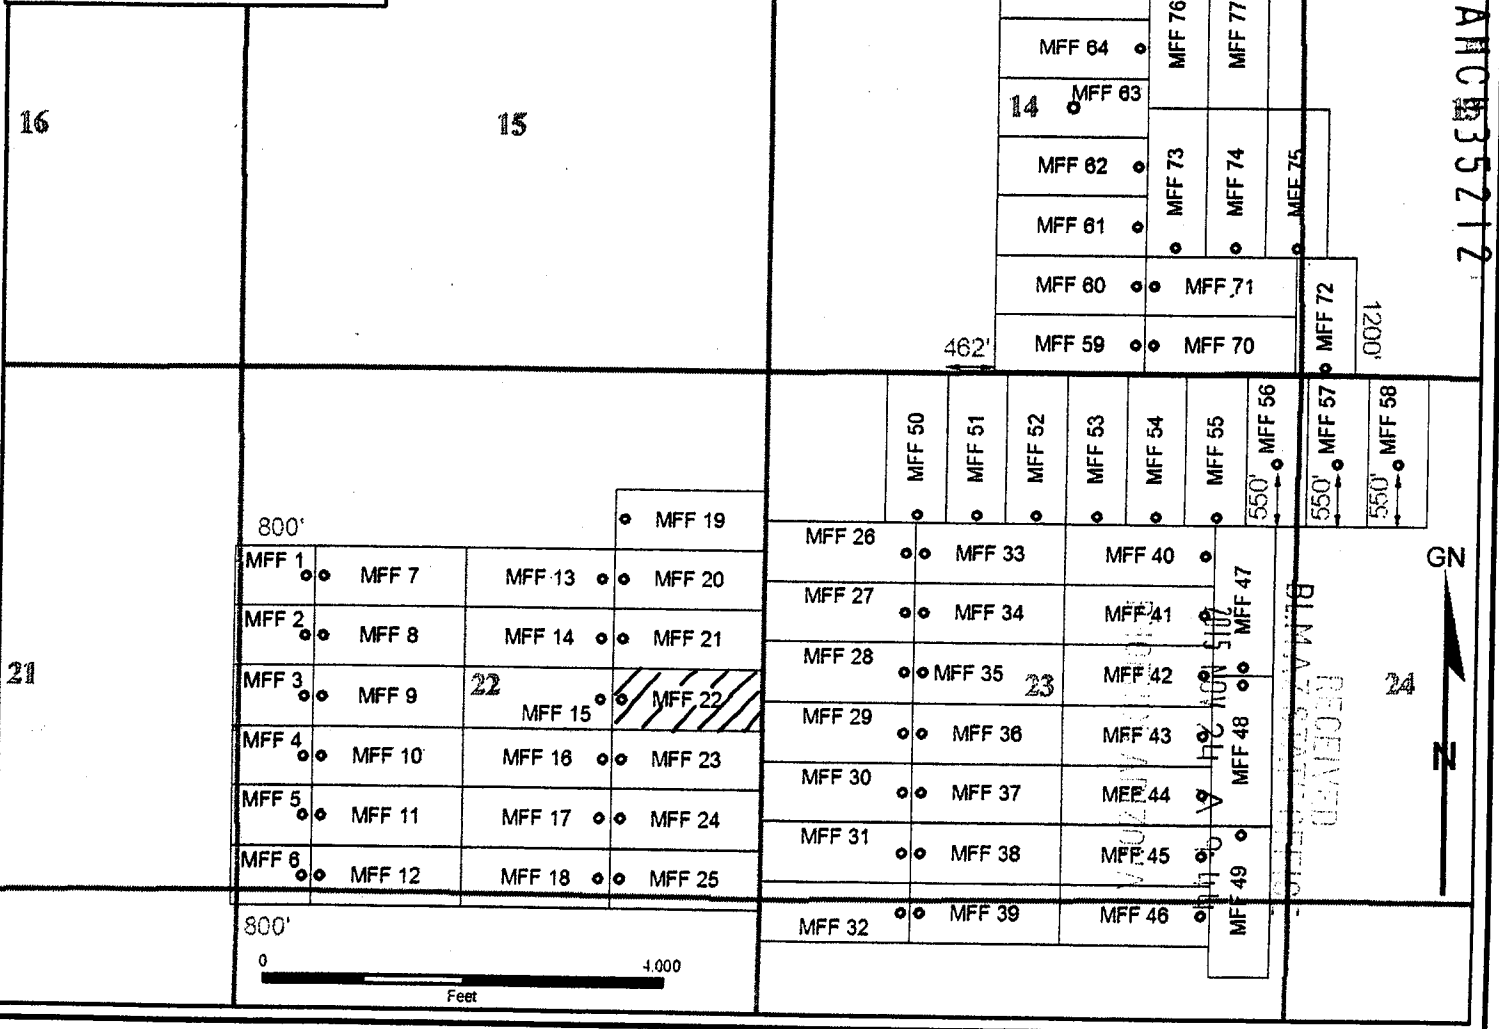 MFF 76
MFF 77
AMC435212
MFF 64
16
15
14
MFF 63
13
MFF 62
MFF 73
MFF 74
MFF 75
MFF 61
MFF 60
MFF 71
MFF 72
1200'
462'
MFF 59
MFF 70
MFF 50
MFF 51
MFF 52
MFF 53
MFF 54
MFF 55
MFF 56
MFF 57
MFF 58
550'
550'
550'
800'
MFF 19
MFF 26
MFF 33
MFF 40
GN
MFF 1
MFF 7
MFF 13
MFF 20
MFF 27
MFF 34
MFF 41
MFF 47
MFF 2
MFF 8
MFF 14
MFF 21
MFF 28
MFF 35
MFF 42
21
MFF 3
MFF 9
22
MFF 15
MFF 22
23
24
MFF 29
MFF 36
MFF 43
MFF 48
N
MFF 4
MFF 10
MFF 16
MFF 23
MFF 30
MFF 37
MFF 44
MFF 5
MFF 11
MFF 17
MFF 24
MFF 31
MFF 38
MFF 45
MFF 49
MFF 6
MFF 12
MFF 18
MFF 25
MFF 32
MFF 39
MFF 46
800'
0
4,000
Feet
RECEIVED
BLM AZ STATE OFFICE
2015 NOV 24 A
PHOENIX, ARIZONA